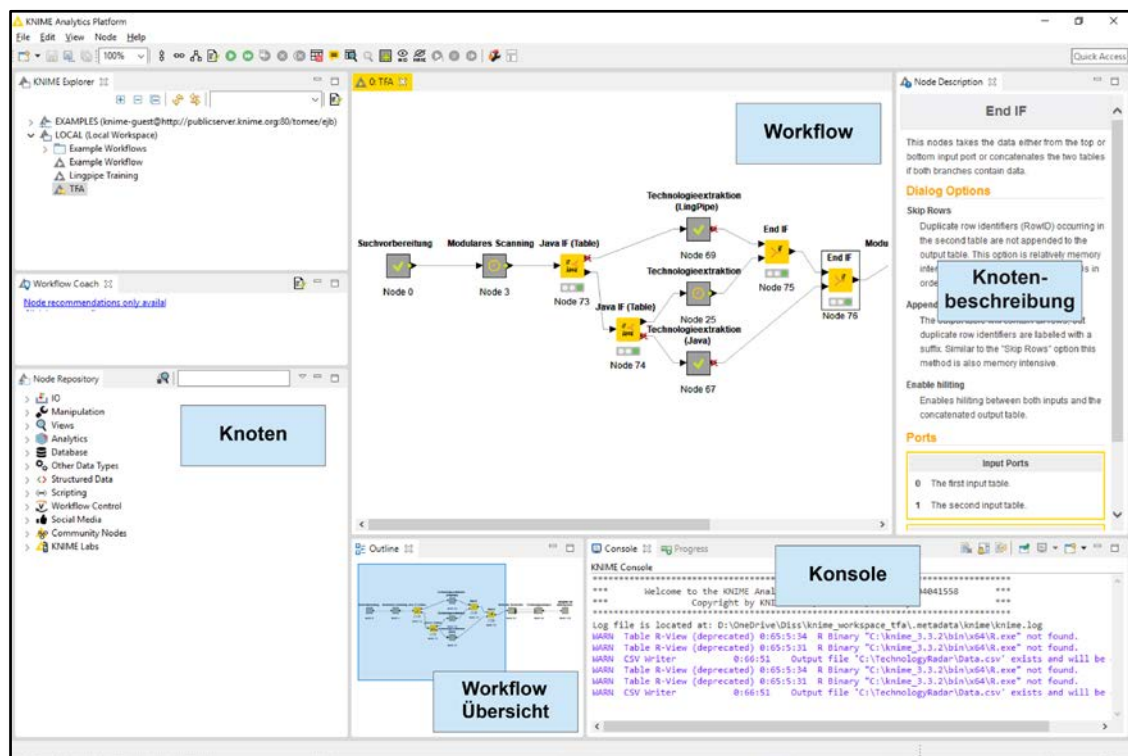 KNIME Analytics Platform
File Edit View Node Help
100%
Quick Access
KNIME Explorer
EXAMPLES (knime-guest@http://publicserver.knime.org:80/tomee/ejb)
LOCAL (Local Workspace)
Example Workflows
Example Workflow
Lingpipe Training
TFA
Workflow Coach
Node recommendations only availal
Node Repository
IO
Manipulation
Views
Analytics
Database
Other Data Types
Structured Data
Scripting
Workflow Control
Social Media
Community Nodes
KNIME Labs
Knoten
0: TFA
Workflow
Technologieextraktion
(LingPipe)
Node 69
End IF
Node 75
Suchvorbereitung
Node 0
Modulares Scanning
Node 3
Java IF (Table)
Node 73
End IF
Node 76
Modu
Technologieextraktion
Node 25
Java IF (Table)
Node 74
Technologieextraktion
(Java)
Node 67
Node Description
End IF
This nodes takes the data either from the top or
bottom input port or concatenates the two tables
if both branches contain data.
Dialog Options
Skip Rows
Duplicate row identifiers (RowID) occurring in
the second table are not appended to the
output table. This option is relatively memory
inte
s in
orde
Knoten-
beschreibung
Appen
duplicate row identifiers are labeled with a
suffix. Similar to the "Skip Rows" option this
method is also memory intensive.
Enable hiliting
Enables hiliting between both inputs and the
concatenated output table.
Ports
Input Ports
0 The first input table.
1 The second input table.
Outline
Workflow
Übersicht
Console
Progress
Konsole
KNIME Console
*** Welcome to the KNIME Anal 04041558 ***
*** Copyright by KNI ***
Log file is located at: D:\OneDrive\Diss\knime_workspace_tfa\.metadata\knime\knime.log
WARN Table R-View (deprecated) 0:65:5:34 R Binary "C:\knime_3.3.2\bin\x64\R.exe" not found.
WARN Table R-View (deprecated) 0:65:5:31 R Binary "C:\knime_3.3.2\bin\x64\R.exe" not found.
WARN CSV Writer 0:66:51 Output file 'C:\TechnologyRadar\Data.csv' exists and will be
WARN Table R-View (deprecated) 0:65:5:34 R Binary "C:\knime_3.3.2\bin\x64\R.exe" not found.
WARN Table R-View (deprecated) 0:65:5:31 R Binary "C:\knime_3.3.2\bin\x64\R.exe" not found.
WARN CSV Writer 0:66:51 Output file 'C:\TechnologyRadar\Data.csv' exists and will be